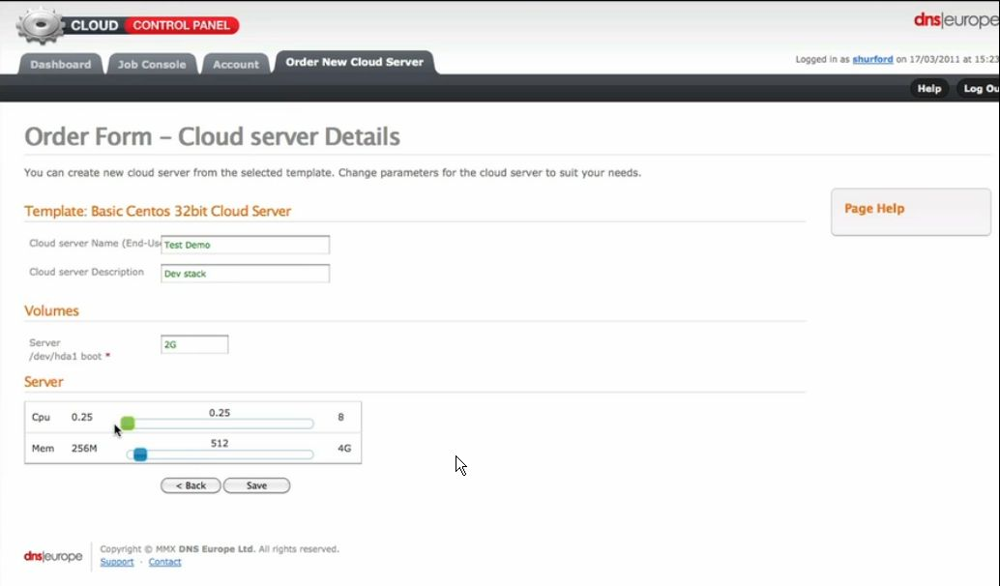 CLOUD CONTROL PANEL
dns|europe
Dashboard
Job Console
Account
Order New Cloud Server
Logged in as shurford on 17/03/2011 at 15:23
Help
Log Ou
Order Form – Cloud server Details
You can create new cloud server from the selected template. Change parameters for the cloud server to suit your needs.
Page Help
Template: Basic Centos 32bit Cloud Server
Cloud server Name (End-Us Test Demo
Cloud server Description Dev stack
Volumes
Server
/dev/hda1 boot * 2G
Server
Cpu 0.25 0.25 8
Mem 256M 512 4G
< Back Save
dns|europe
Copyright © MMX DNS Europe Ltd. All rights reserved.
Support · Contact